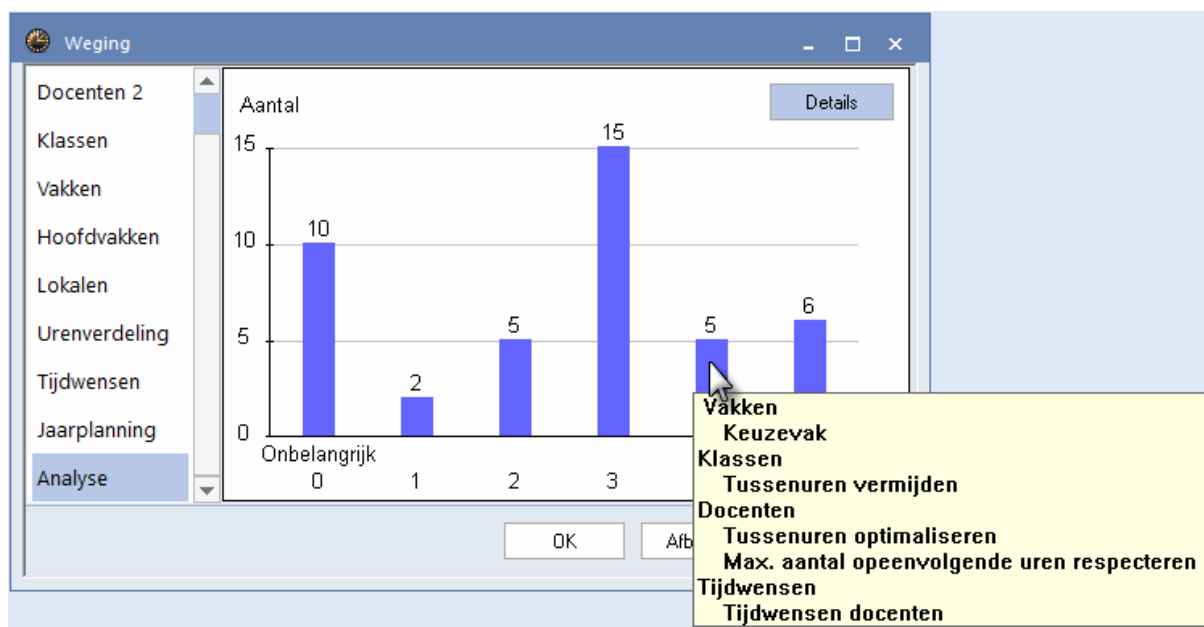 Weging
Docenten 2
Klassen
Vakken
Hoofdvakken
Lokalen
Urenverdeling
Tijdwensen
Jaarplanning
Analyse
Aantal
Details
15
10
5
0
10
2
5
15
5
6
Onbelangrijk
0 1 2 3
OK
Vakken
Keuzevak
Klassen
Tussenuren vermijden
Docenten
Tussenuren optimaliseren
Max. aantal opeenvolgende uren respecteren
Tijdwensen
Tijdwensen docenten